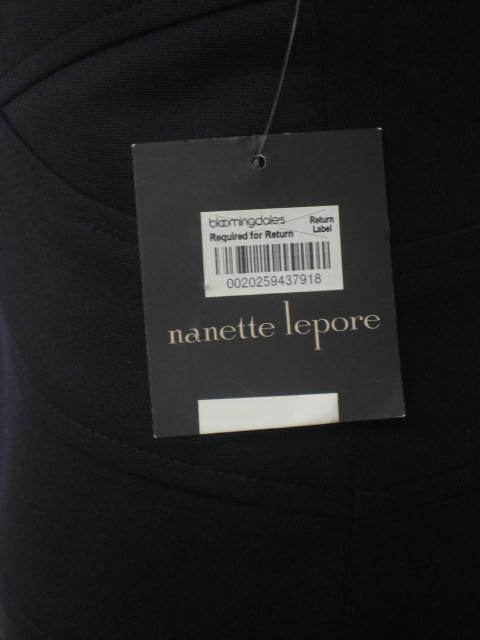 bloomingdales Return
Required for Return Label
0020259437918
nanette lepore